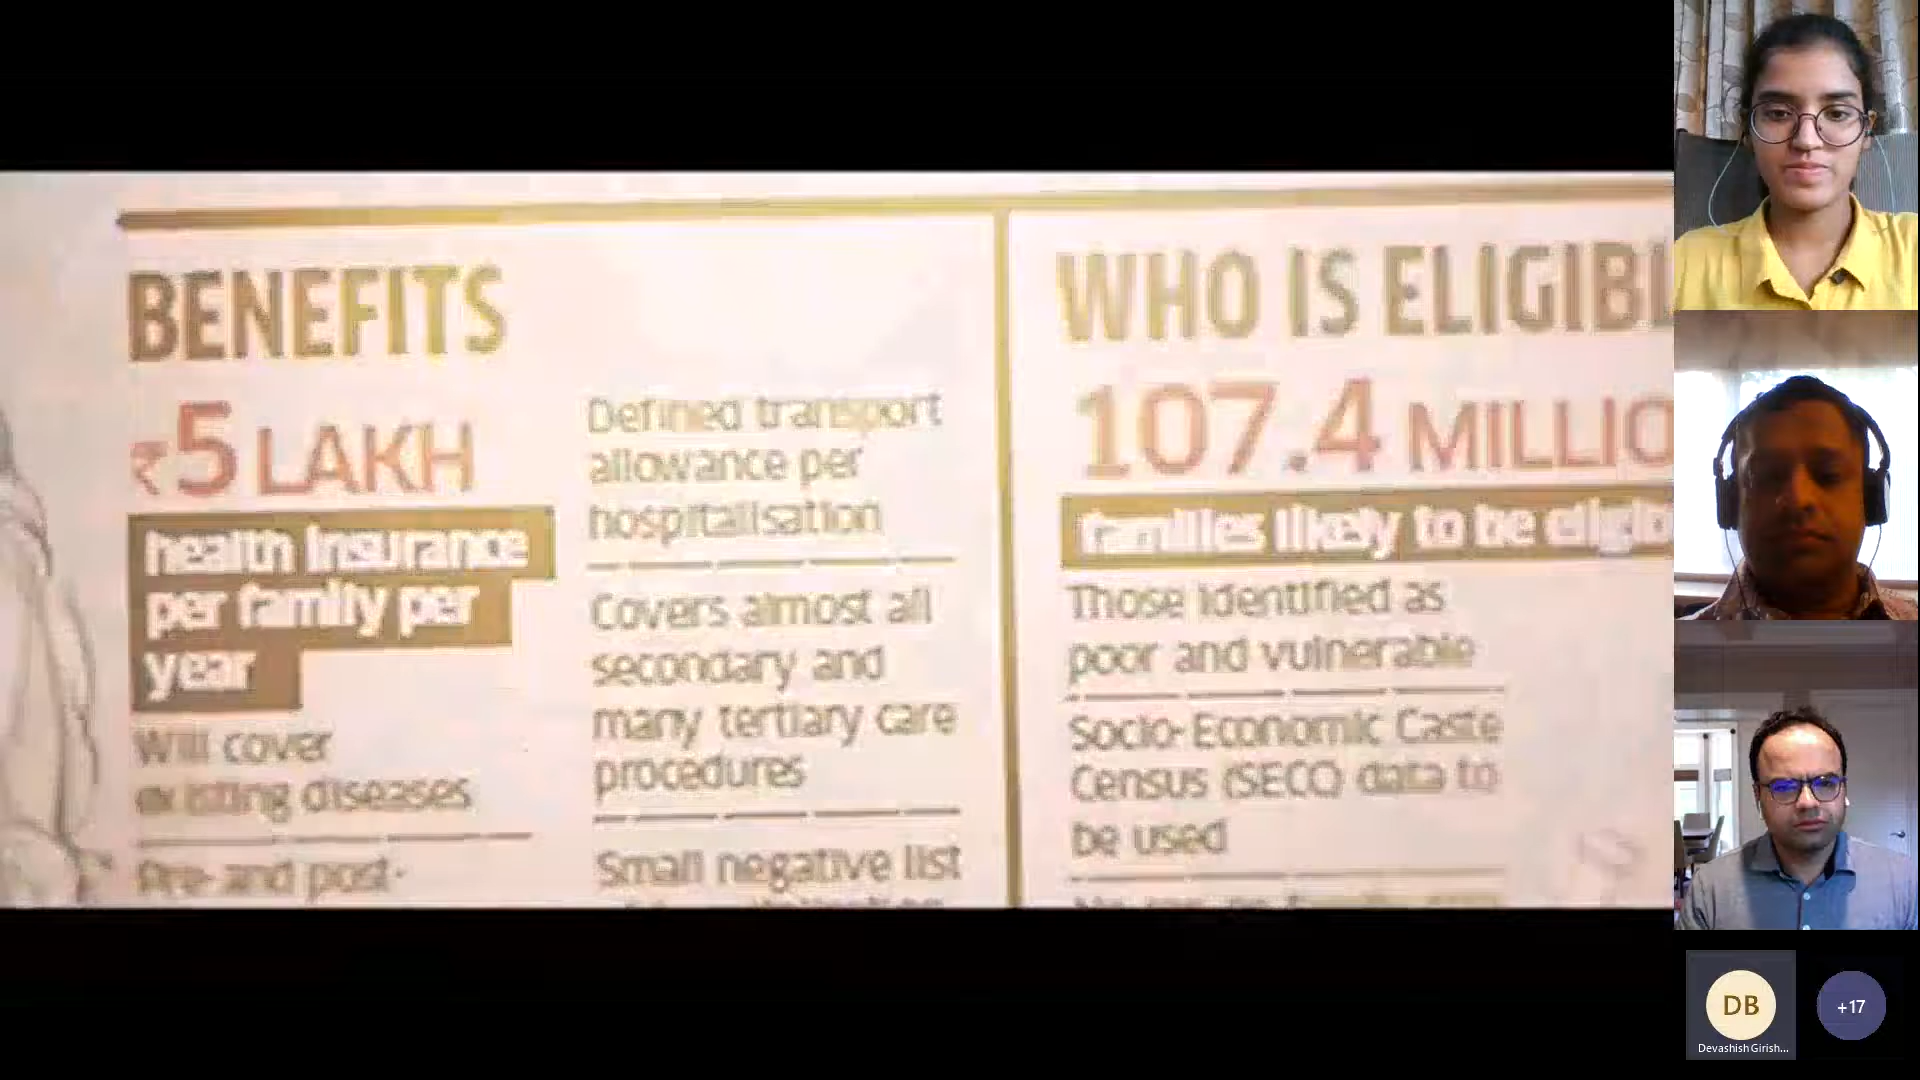 BENEFITS
₹5 LAKH
health insurance
per family per
year
Will cover
existing diseases
Pre- and post-
Defined transport
allowance per
hospitalisation
Covers almost all
secondary and
many tertiary care
procedures
Small negative list
WHO IS ELIGIBL
107.4 MILLIO
families likely to be eligib
Those identified as
poor and vulnerable
Socio-Economic Caste
Census (SECC) data to
be used
DB
Devashish Girish...
+17